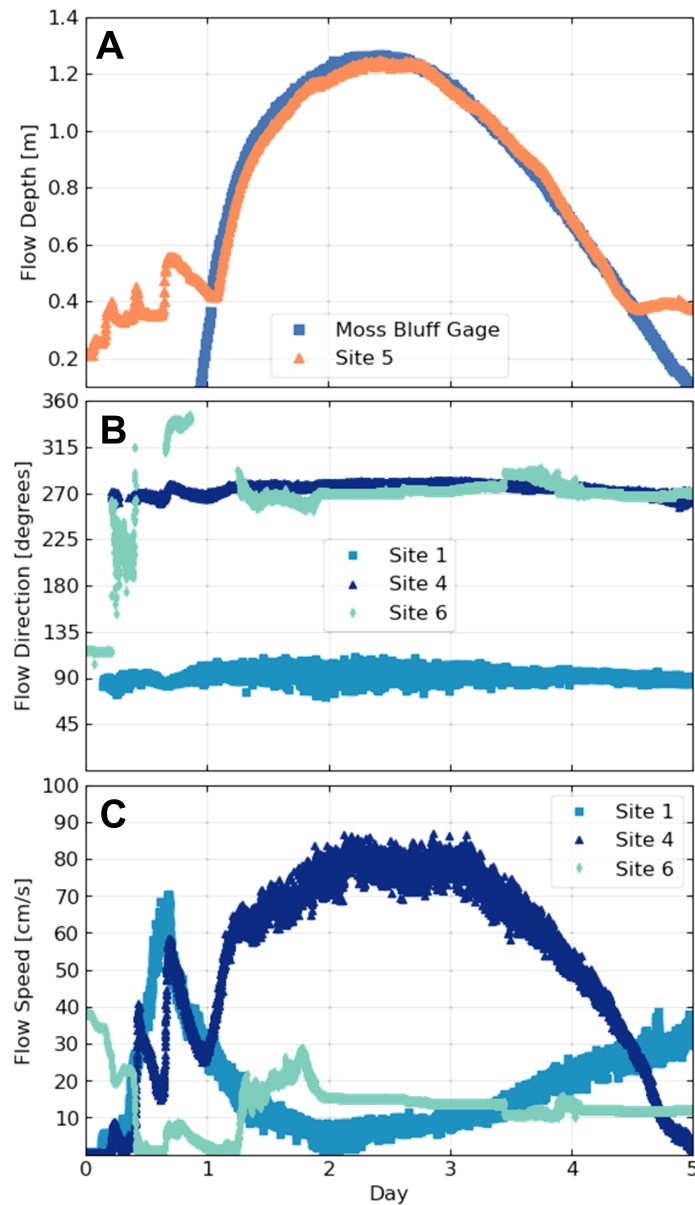 A
1.4
1.2
1.0
0.8
0.6
0.4
0.2
Flow Depth [m]
Moss Bluff Gage
Site 5
B
360
315
270
225
180
135
90
45
Flow Direction [degrees]
Site 1
Site 4
Site 6
C
100
90
80
70
60
50
40
30
20
10
Flow Speed [cm/s]
Site 1
Site 4
Site 6
0 1 2 3 4 5
Day